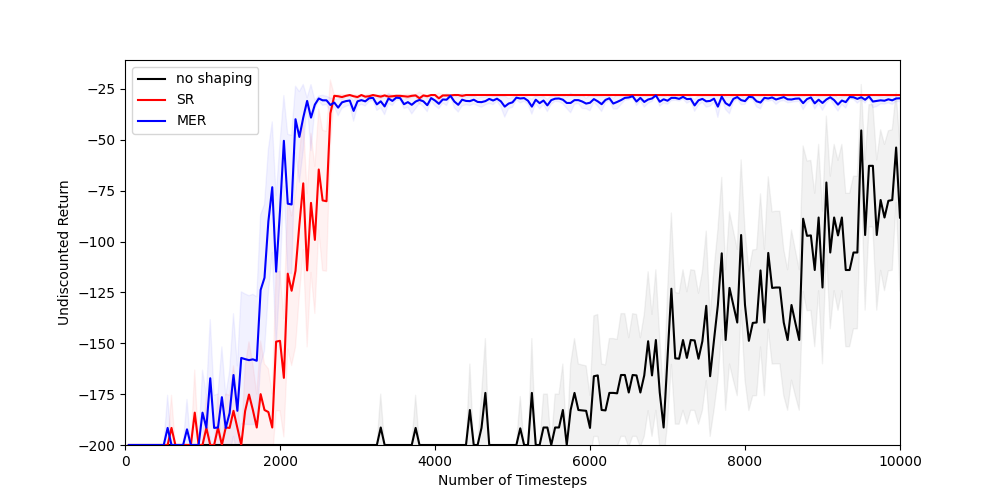 no shaping
SR
MER
Undiscounted Return
−25
−50
−75
−100
−125
−150
−175
−200
0 2000 4000 6000 8000 10000
Number of Timesteps